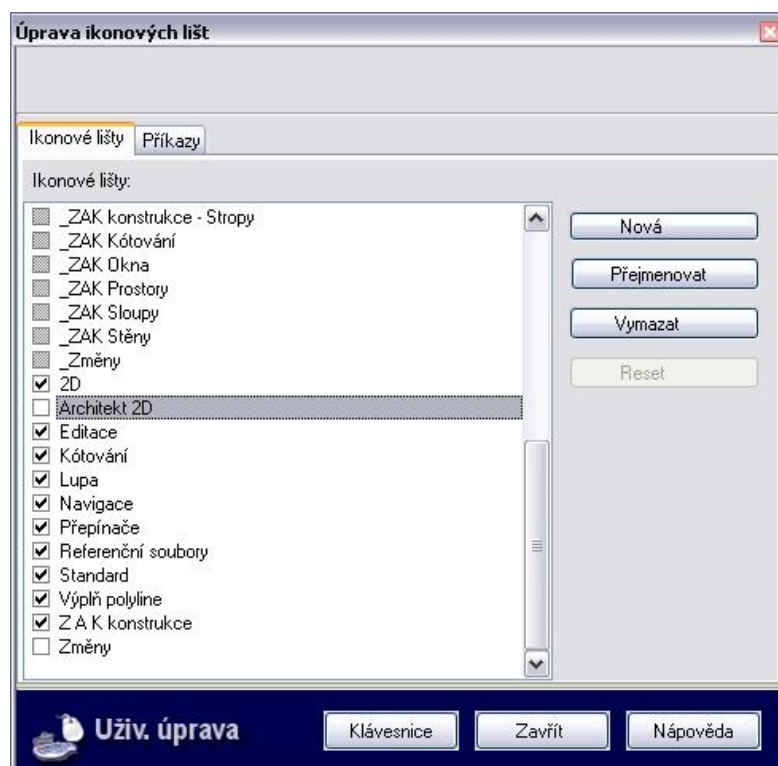 Úprava ikonových lišt
Ikonové lišty
Příkazy
Ikonové lišty:
_ZAK konstrukce - Stropy
_ZAK Kótování
_ZAK Okna
_ZAK Prostory
_ZAK Sloupy
_ZAK Stěny
_Změny
2D
Architekt 2D
Editace
Kótování
Lupa
Navigace
Přepínače
Referenční soubory
Standard
Výplň polyline
Z A K konstrukce
Změny
Nová
Přejmenovat
Vymazat
Reset
Uživ. úprava
Klávesnice
Zavřít
Nápověda